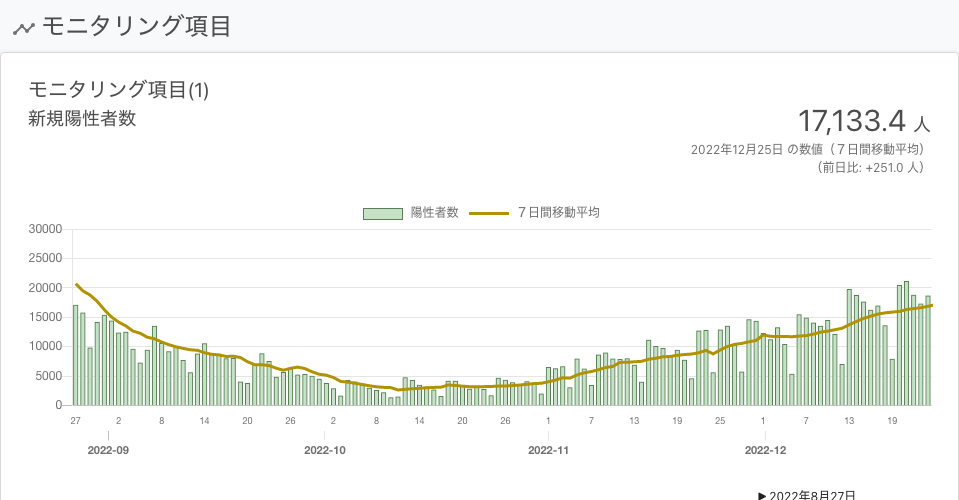 モニタリング項目
モニタリング項目(1)
新規陽性者数
17,133.4 人
2022年12月25日 の数値（７日間移動平均）
（前日比: +251.0 人）
陽性者数 ７日間移動平均
30000
25000
20000
15000
10000
5000
0
27 2 8 14 20 26 2 8 14 20 26 1 7 13 19 25 1 7 13 19
2022-09 2022-10 2022-11 2022-12
▶ 2022年8月27日